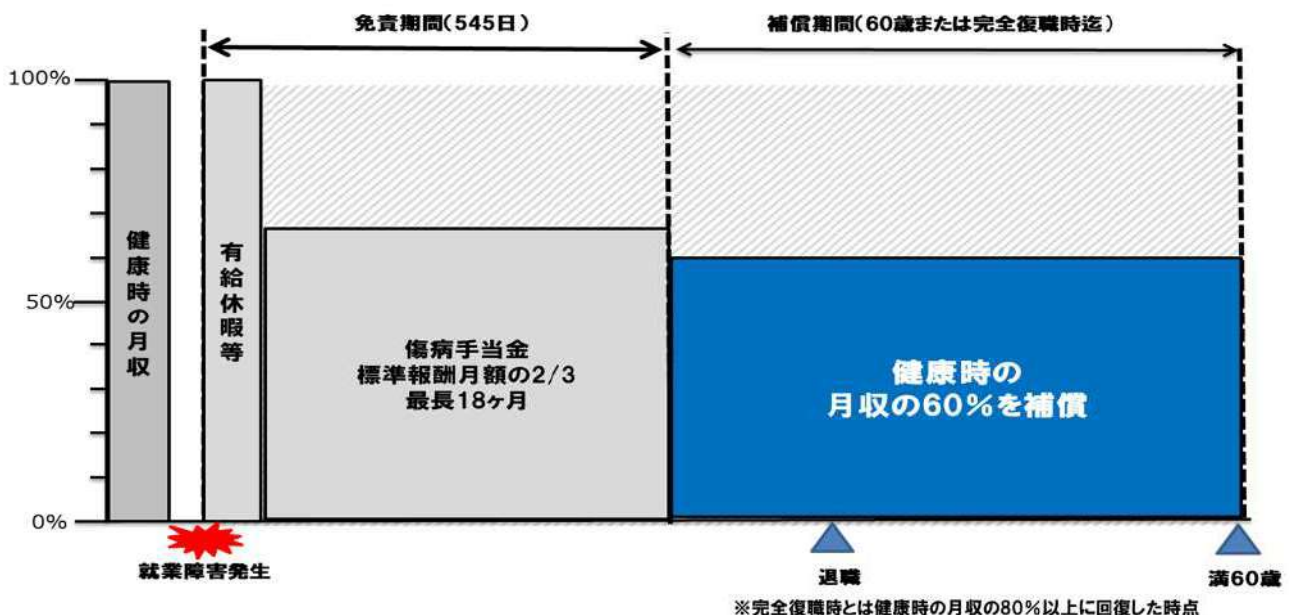 免責期間(545日)
補償期間(60歳または完全復職時迄)
100%
50%
0%
健康時の月収
有給休暇等
傷病手当金
標準報酬月額の2/3
最長18ヶ月
健康時の
月収の60%を補償
就業障害発生
退職
満60歳
※完全復職時とは健康時の月収の80%以上に回復した時点